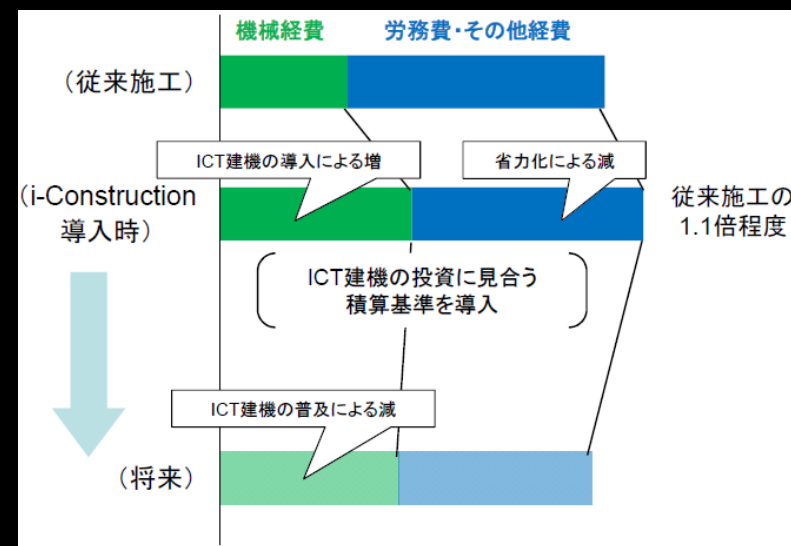 機械経費 労務費・その他経費
（従来施工）
ICT建機の導入による増
省力化による減
（i-Construction
導入時）
従来施工の
1.1倍程度
ICT建機の投資に見合う
積算基準を導入
ICT建機の普及による減
（将来）